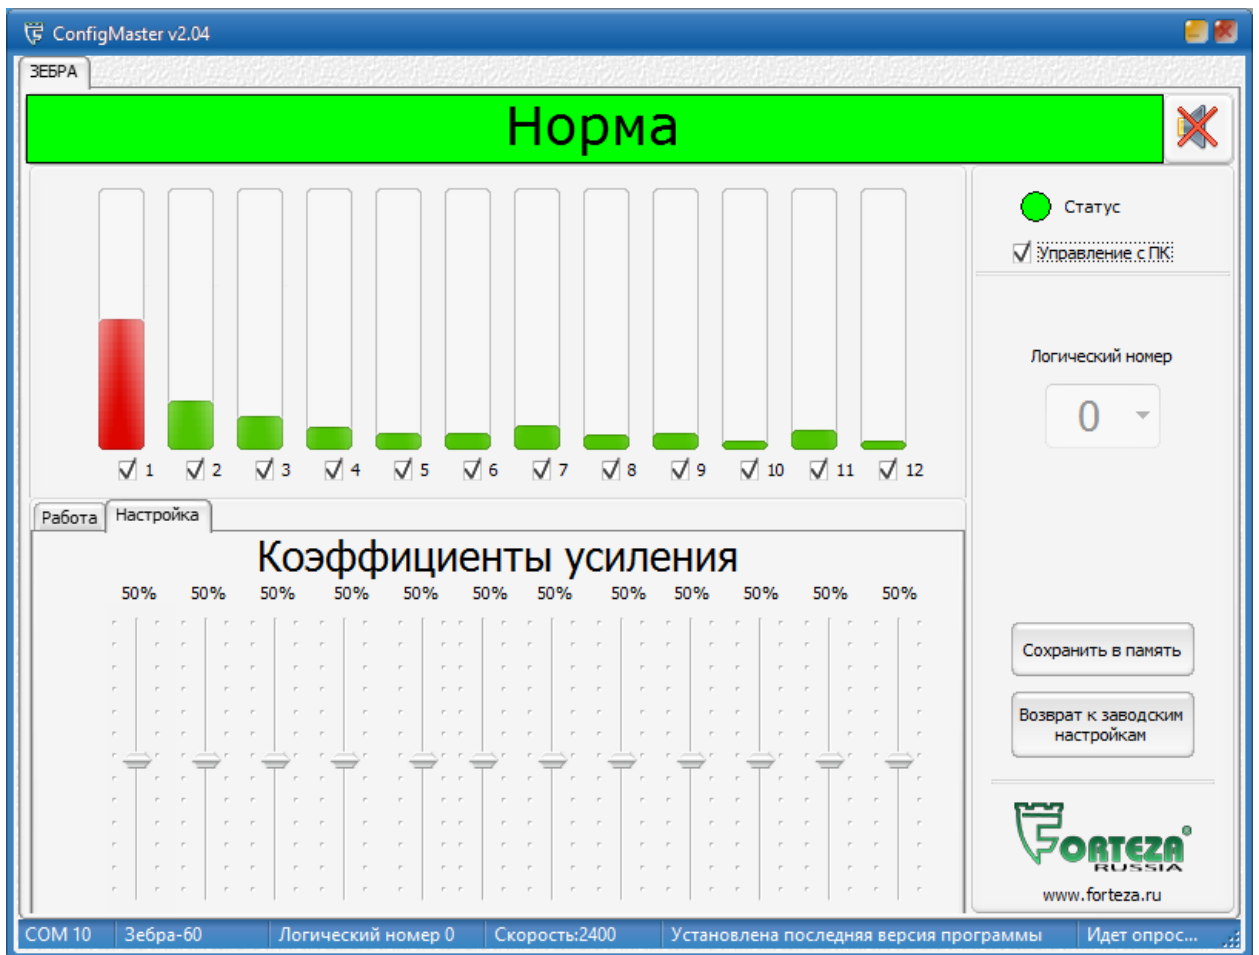 ConfigMaster v2.04
ЗЕБРА
Норма
Статус
Управление с ПК
Логический номер
0
1 2 3 4 5 6 7 8 9 10 11 12
Работа Настройка
Коэффициенты усиления
50% 50% 50% 50% 50% 50% 50% 50% 50% 50% 50% 50%
Сохранить в память
Возврат к заводским
настройкам
FORTEZA®
RUSSIA
www.forteza.ru
COM 10 Зебра-60 Логический номер 0 Скорость:2400 Установлена последняя версия программы Идет опрос...